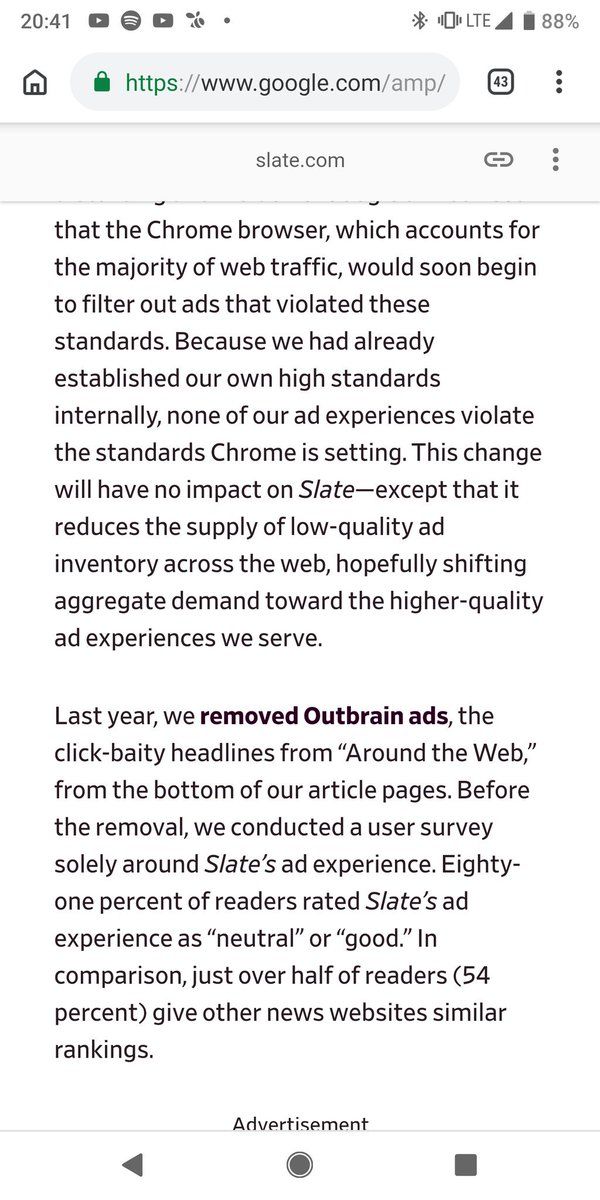 20:41
LTE
88%
https://www.google.com/amp/
43
slate.com
that the Chrome browser, which accounts for
the majority of web traffic, would soon begin
to filter out ads that violated these
standards. Because we had already
established our own high standards
internally, none of our ad experiences violate
the standards Chrome is setting. This change
will have no impact on Slate—except that it
reduces the supply of low-quality ad
inventory across the web, hopefully shifting
aggregate demand toward the higher-quality
ad experiences we serve.
Last year, we removed Outbrain ads, the
click-baity headlines from “Around the Web,”
from the bottom of our article pages. Before
the removal, we conducted a user survey
solely around Slate’s ad experience. Eighty-
one percent of readers rated Slate’s ad
experience as “neutral” or “good.” In
comparison, just over half of readers (54
percent) give other news websites similar
rankings.
Advertisement